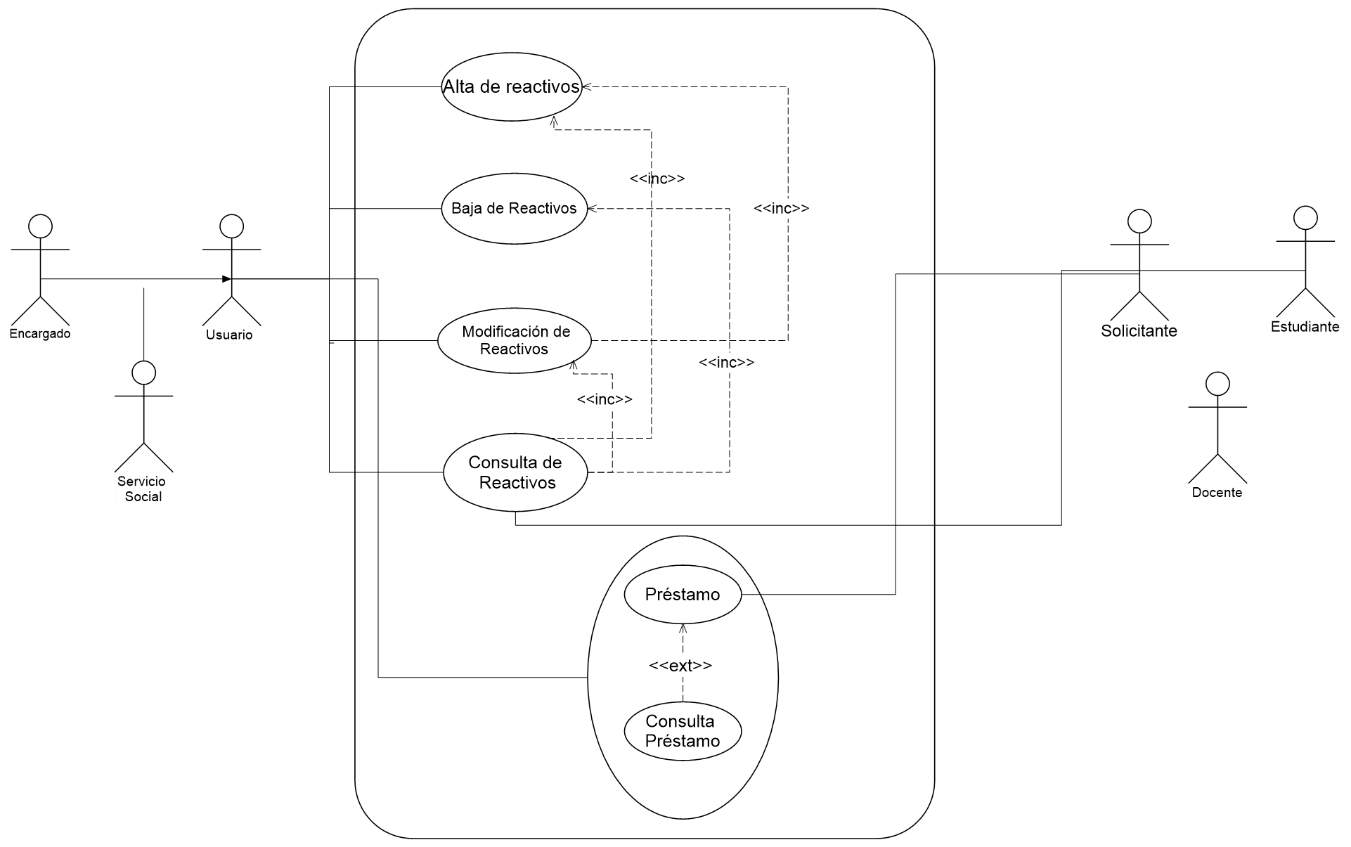 Alta de reactivos
<<inc>>
Baja de Reactivos
<<inc>>
Encargado
Usuario
Solicitante
Estudiante
Modificación de
Reactivos
<<inc>>
<<inc>>
Consulta de
Reactivos
Servicio
Social
Docente
Préstamo
<<ext>>
Consulta
Préstamo